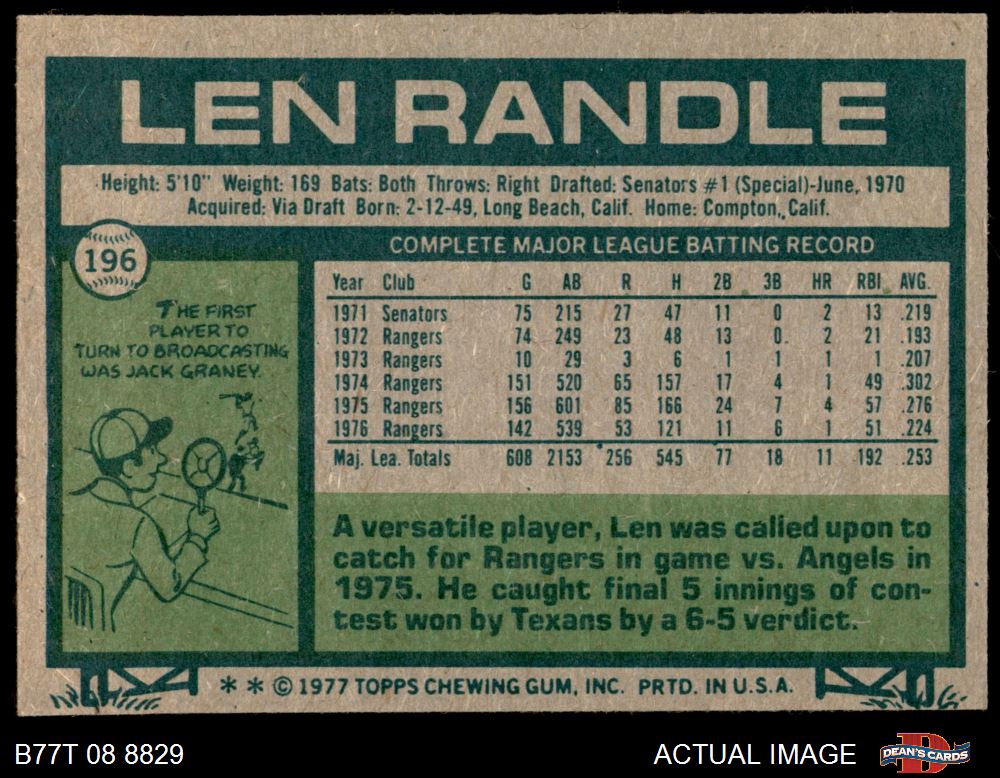 LEN RANDLE
Height: 5'10" Weight: 169 Bats: Both Throws: Right Drafted: Senators #1 (Special)-June, 1970
Acquired: Via Draft Born: 2-12-49, Long Beach, Calif. Home: Compton, Calif.
196
THE FIRST
PLAYER TO
TURN TO BROADCASTING
WAS JACK GRANEY.
COMPLETE MAJOR LEAGUE BATTING RECORD
Year Club G AB R H 2B 3B HR RBI AVG.
1971 Senators 75 215 27 47 11 0 2 13 .219
1972 Rangers 74 249 23 48 13 0 2 21 .193
1973 Rangers 10 29 3 6 1 1 1 1 .207
1974 Rangers 151 520 65 157 17 4 1 49 .302
1975 Rangers 156 601 85 166 24 7 4 57 .276
1976 Rangers 142 539 53 121 11 6 1 51 .224
Maj. Lea. Totals 608 2153 256 545 77 18 11 192 .253
A versatile player, Len was called upon to
catch for Rangers in game vs. Angels in
1975. He caught final 5 innings of con-
test won by Texans by a 6-5 verdict.
* * © 1977 TOPPS CHEWING GUM, INC. PRTD. IN U.S.A.
B77T 08 8829
ACTUAL IMAGE
DEAN'S CARDS